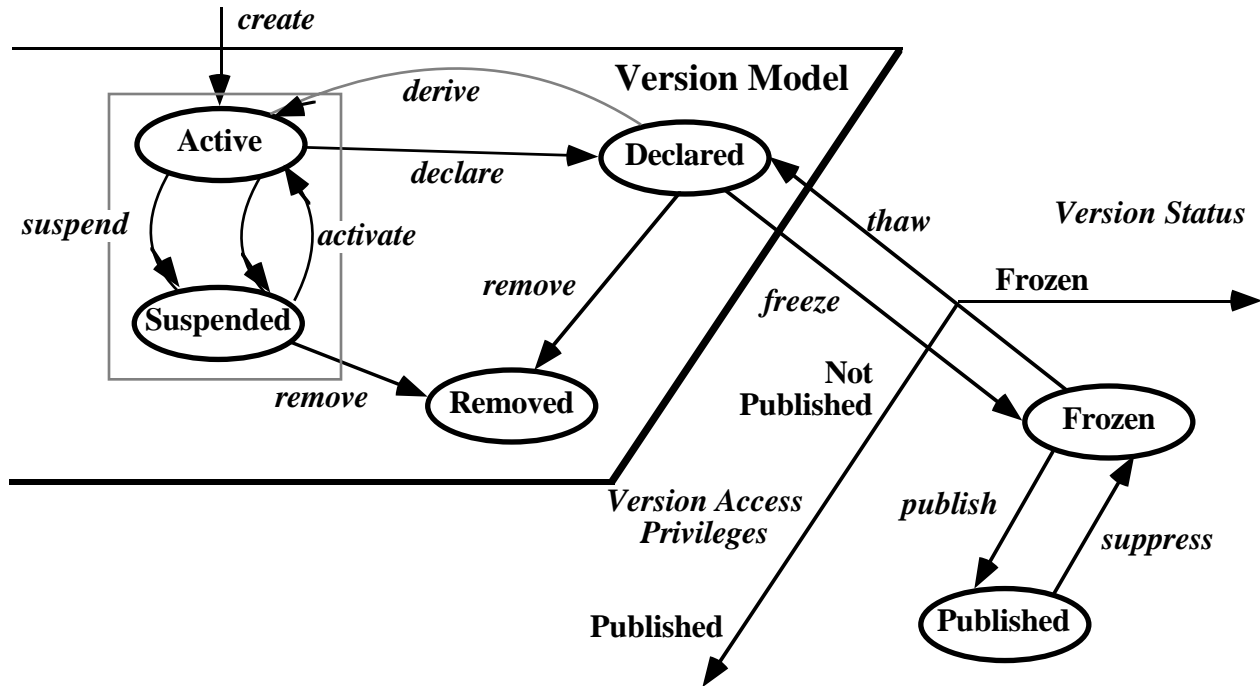 create
Version Model
derive
Active
Declared
declare
suspend
activate
thaw
Version Status
Frozen
remove
freeze
Suspended
remove
Removed
Not
Published
Frozen
Version Access
Privileges
publish
suppress
Published
Published